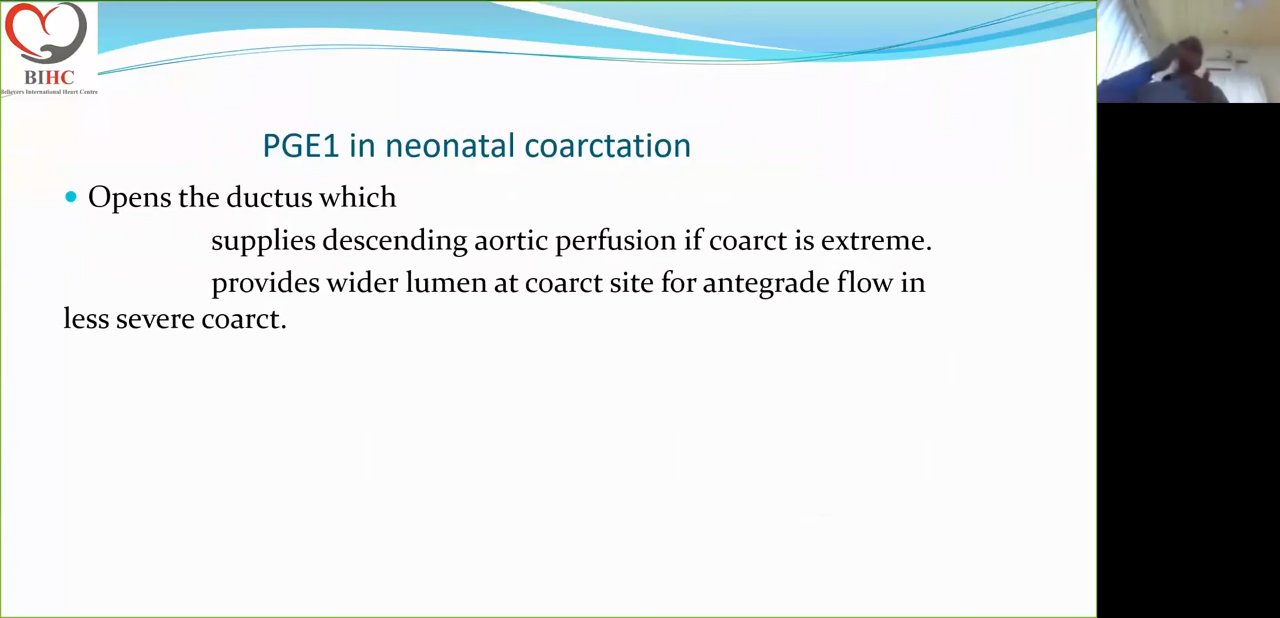 BIHC
Believers International Heart Centre
PGE1 in neonatal coarctation
Opens the ductus which
supplies descending aortic perfusion if coarct is extreme.
provides wider lumen at coarct site for antegrade flow in
less severe coarct.